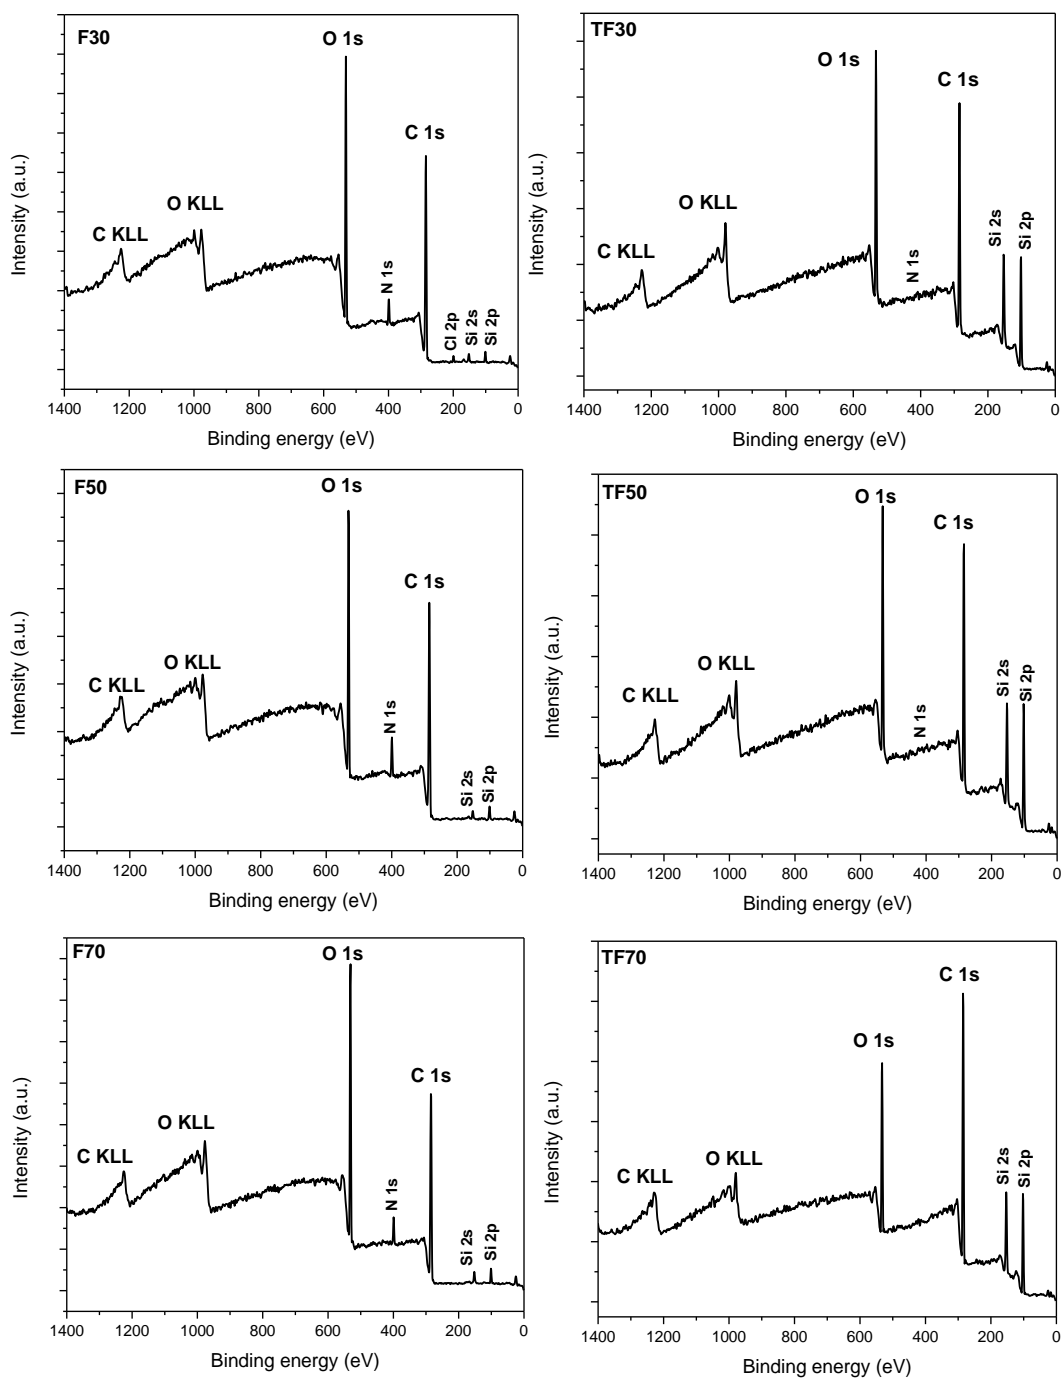 F30
O 1s
C 1s
O KLL
C KLL
N 1s
Cl 2p
Si 2s
Si 2p
Intensity (a.u.)
1400 1200 1000 800 600 400 200 0
Binding energy (eV)
TF30
O 1s
C 1s
O KLL
C KLL
N 1s
Si 2s
Si 2p
Intensity (a.u.)
1400 1200 1000 800 600 400 200 0
Binding energy (eV)
F50
O 1s
C 1s
O KLL
C KLL
N 1s
Si 2s
Si 2p
Intensity (a.u.)
1400 1200 1000 800 600 400 200 0
Binding energy (eV)
TF50
O 1s
C 1s
O KLL
C KLL
N 1s
Si 2s
Si 2p
Intensity (a.u.)
1400 1200 1000 800 600 400 200 0
Binding energy (eV)
F70
O 1s
C 1s
O KLL
C KLL
N 1s
Si 2s
Si 2p
Intensity (a.u.)
1400 1200 1000 800 600 400 200 0
Binding energy (eV)
TF70
C 1s
O 1s
O KLL
C KLL
Si 2s
Si 2p
Intensity (a.u.)
1400 1200 1000 800 600 400 200 0
Binding energy (eV)